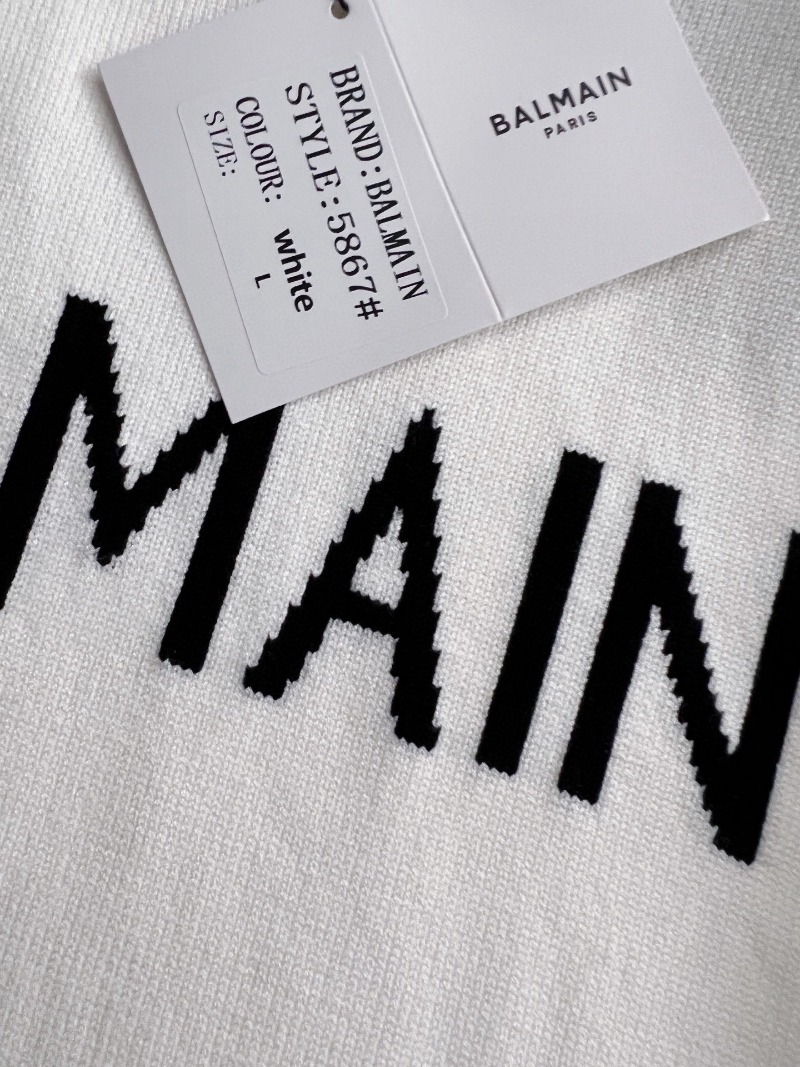 BALMAIN
PARIS
BRAND:BALMAIN
STYLE:5867#
COLOUR: white
SIZE: L
MAIN